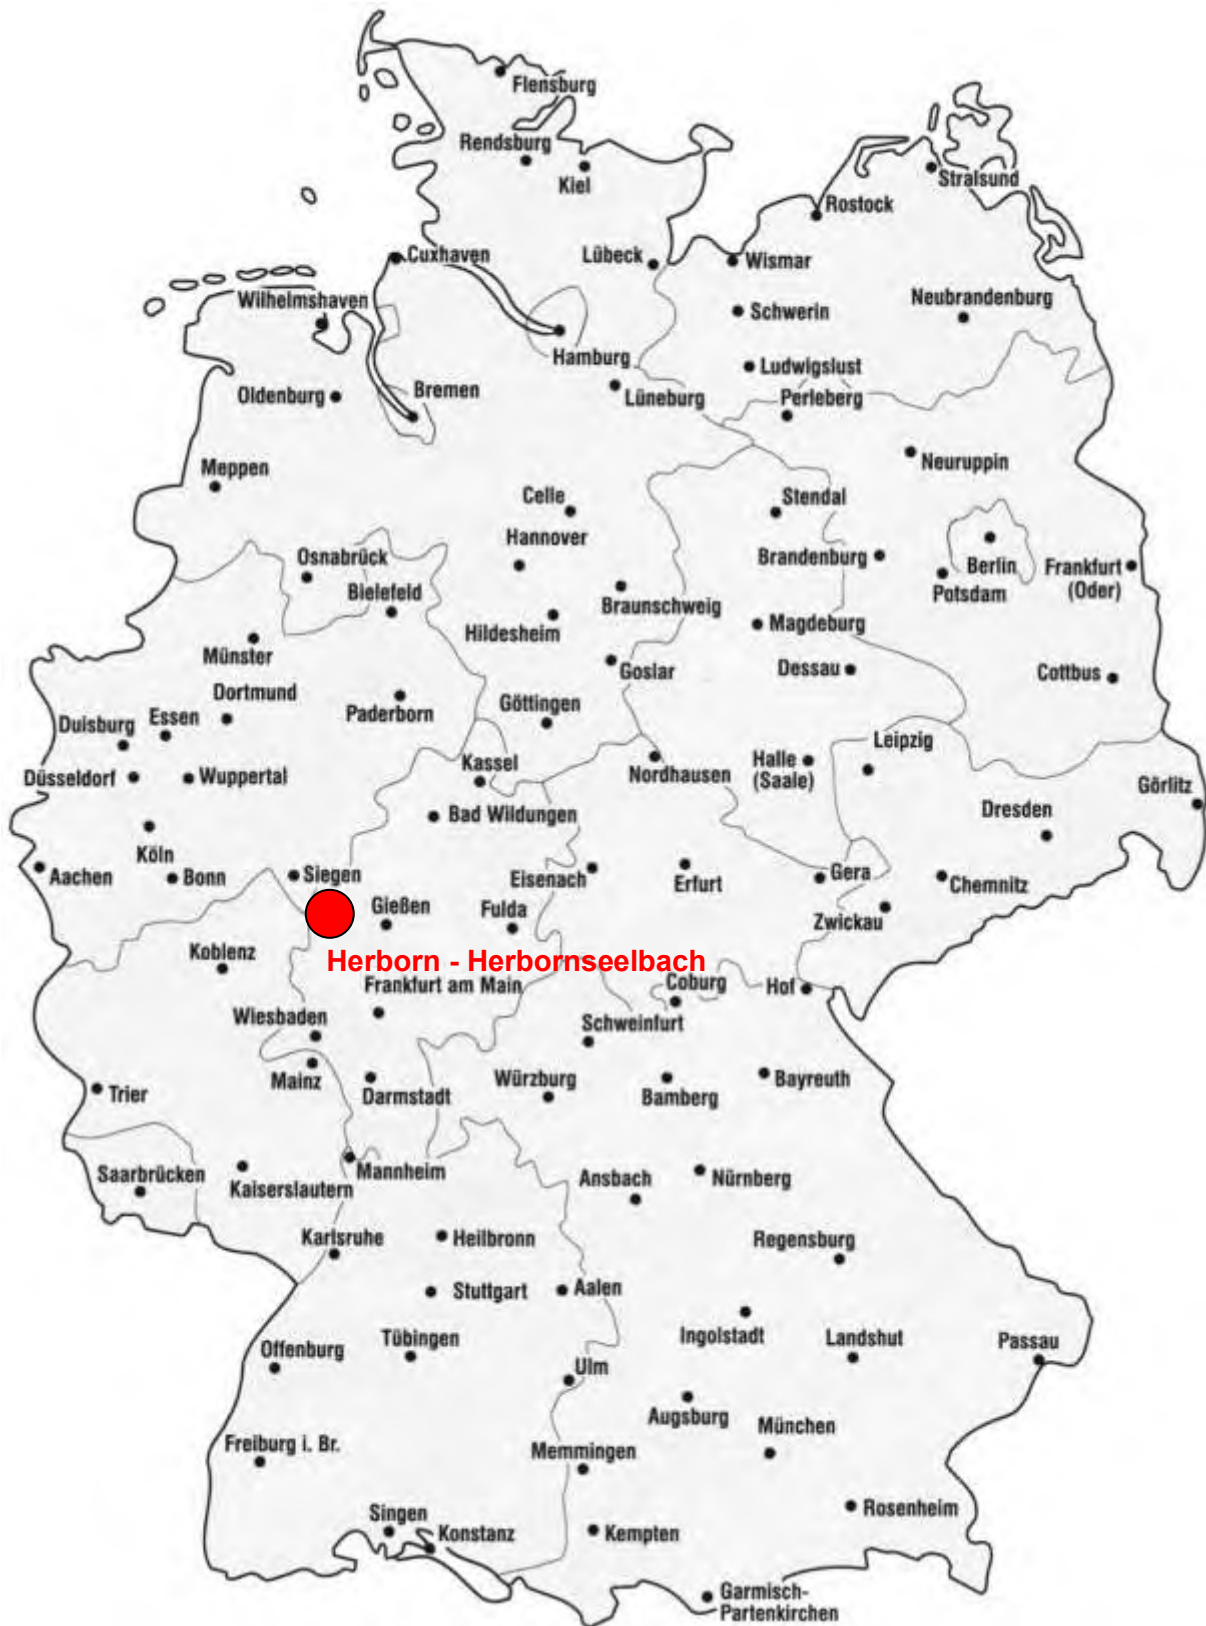 Flensburg
Rendsburg
Kiel
Stralsund
Rostock
Cuxhaven
Lübeck
Wismar
Wilhelmshaven
Neubrandenburg
Schwerin
Hamburg
Ludwigslust
Oldenburg
Bremen
Lüneburg
Perleberg
Meppen
Neuruppin
Celle
Stendal
Hannover
Osnabrück
Brandenburg
Berlin
Frankfurt
(Oder)
Bielefeld
Potsdam
Braunschweig
Hildesheim
Magdeburg
Münster
Goslar
Dessau
Cottbus
Dortmund
Paderborn
Göttingen
Duisburg
Essen
Leipzig
Düsseldorf
Wuppertal
Kassel
Nordhausen
Halle
(Saale)
Görlitz
Bad Wildungen
Dresden
Köln
Aachen
Bonn
Siegen
Eisenach
Erfurt
Gera
Chemnitz
Gießen
Fulda
Zwickau
Koblenz
Herborn - Herbornseelbach
Frankfurt am Main
Coburg
Hof
Wiesbaden
Schweinfurt
Mainz
Darmstadt
Würzburg
Bamberg
Bayreuth
Trier
Saarbrücken
Kaiserslautern
Mannheim
Ansbach
Nürnberg
Karlsruhe
Heilbronn
Regensburg
Stuttgart
Aalen
Offenburg
Tübingen
Ingolstadt
Landshut
Passau
Ulm
Augsburg
München
Freiburg i. Br.
Memmingen
Singen
Konstanz
Kempten
Rosenheim
Garmisch-
Partenkirchen